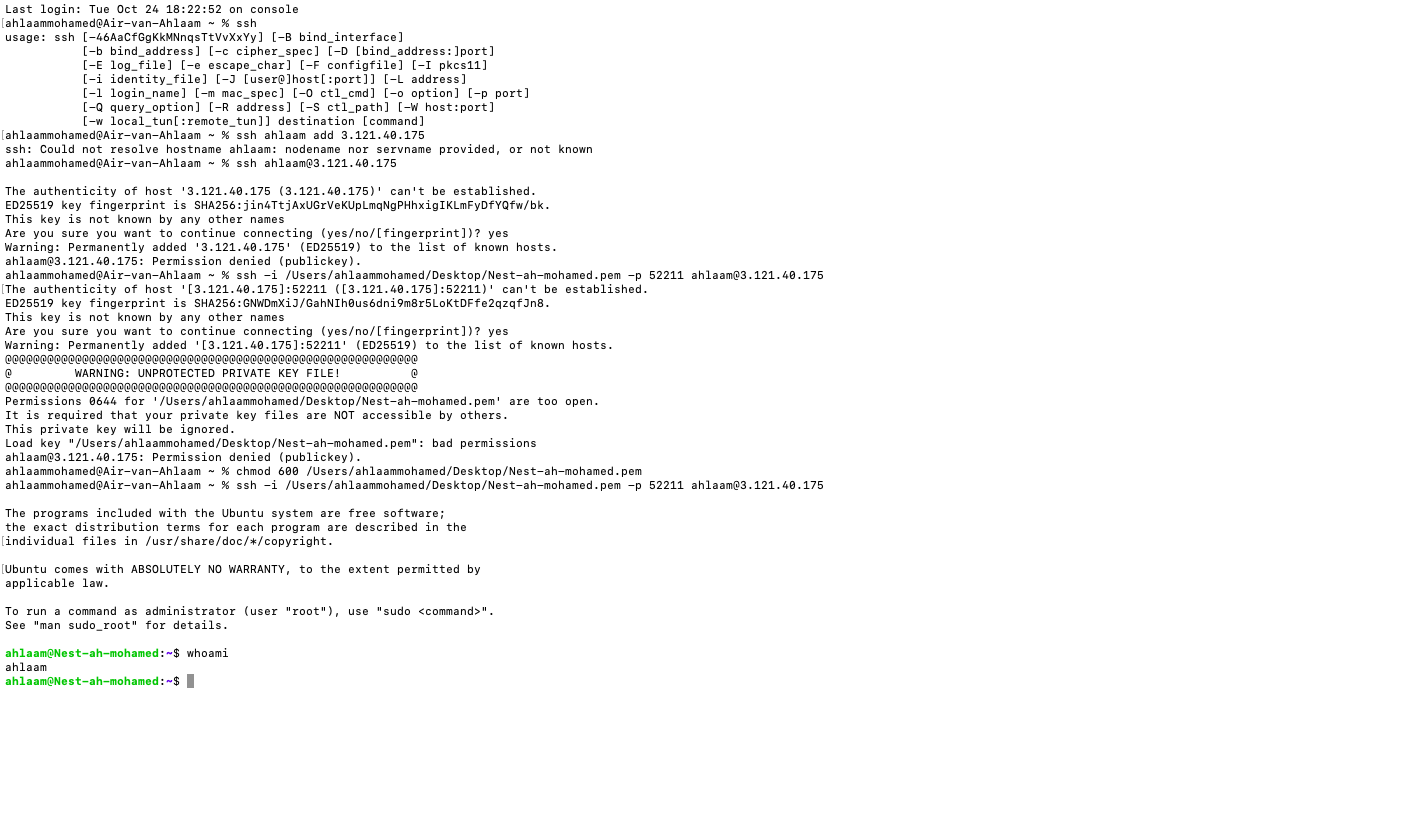 Last login: Tue Oct 24 18:22:52 on console
[ahlaammohamed@Air-van-Ahlaam ~ % ssh
usage: ssh [-46AaCfGgKkMNnqsTtVvXxYy] [-B bind_interface]
           [-b bind_address] [-c cipher_spec] [-D [bind_address:]port]
           [-E log_file] [-e escape_char] [-F configfile] [-I pkcs11]
           [-i identity_file] [-J [user@]host[:port]] [-L address]
           [-l login_name] [-m mac_spec] [-O ctl_cmd] [-o option] [-p port]
           [-Q query_option] [-R address] [-S ctl_path] [-W host:port]
           [-w local_tun[:remote_tun]] destination [command]
[ahlaammohamed@Air-van-Ahlaam ~ % ssh ahlaam add 3.121.40.175
ssh: Could not resolve hostname ahlaam: nodename nor servname provided, or not known
ahlaammohamed@Air-van-Ahlaam ~ % ssh ahlaam@3.121.40.175

The authenticity of host '3.121.40.175 (3.121.40.175)' can't be established.
ED25519 key fingerprint is SHA256:jin4TtjAxUGrVeKUpLmqNgPHhxigIKLmFyDfYQfw/bk.
This key is not known by any other names
Are you sure you want to continue connecting (yes/no/[fingerprint])? yes
Warning: Permanently added '3.121.40.175' (ED25519) to the list of known hosts.
ahlaam@3.121.40.175: Permission denied (publickey).
ahlaammohamed@Air-van-Ahlaam ~ % ssh -i /Users/ahlaammohamed/Desktop/Nest-ah-mohamed.pem -p 52211 ahlaam@3.121.40.175
[The authenticity of host '[3.121.40.175]:52211 ([3.121.40.175]:52211)' can't be established.
ED25519 key fingerprint is SHA256:GNWDmXiJ/GahNIh0us6dni9m8r5LoKtDFfe2qzqfJn8.
This key is not known by any other names
Are you sure you want to continue connecting (yes/no/[fingerprint])? yes
Warning: Permanently added '[3.121.40.175]:52211' (ED25519) to the list of known hosts.
@@@@@@@@@@@@@@@@@@@@@@@@@@@@@@@@@@@@@@@@@@@@@@@@@@@@@@@@@@@
@         WARNING: UNPROTECTED PRIVATE KEY FILE!          @
@@@@@@@@@@@@@@@@@@@@@@@@@@@@@@@@@@@@@@@@@@@@@@@@@@@@@@@@@@@
Permissions 0644 for '/Users/ahlaammohamed/Desktop/Nest-ah-mohamed.pem' are too open.
It is required that your private key files are NOT accessible by others.
This private key will be ignored.
Load key "/Users/ahlaammohamed/Desktop/Nest-ah-mohamed.pem": bad permissions
ahlaam@3.121.40.175: Permission denied (publickey).
ahlaammohamed@Air-van-Ahlaam ~ % chmod 600 /Users/ahlaammohamed/Desktop/Nest-ah-mohamed.pem
ahlaammohamed@Air-van-Ahlaam ~ % ssh -i /Users/ahlaammohamed/Desktop/Nest-ah-mohamed.pem -p 52211 ahlaam@3.121.40.175

The programs included with the Ubuntu system are free software;
the exact distribution terms for each program are described in the
[individual files in /usr/share/doc/*/copyright.

[Ubuntu comes with ABSOLUTELY NO WARRANTY, to the extent permitted by
applicable law.

To run a command as administrator (user "root"), use "sudo <command>".
See "man sudo_root" for details.

ahlaam@Nest-ah-mohamed:~$ whoami
ahlaam
ahlaam@Nest-ah-mohamed:~$